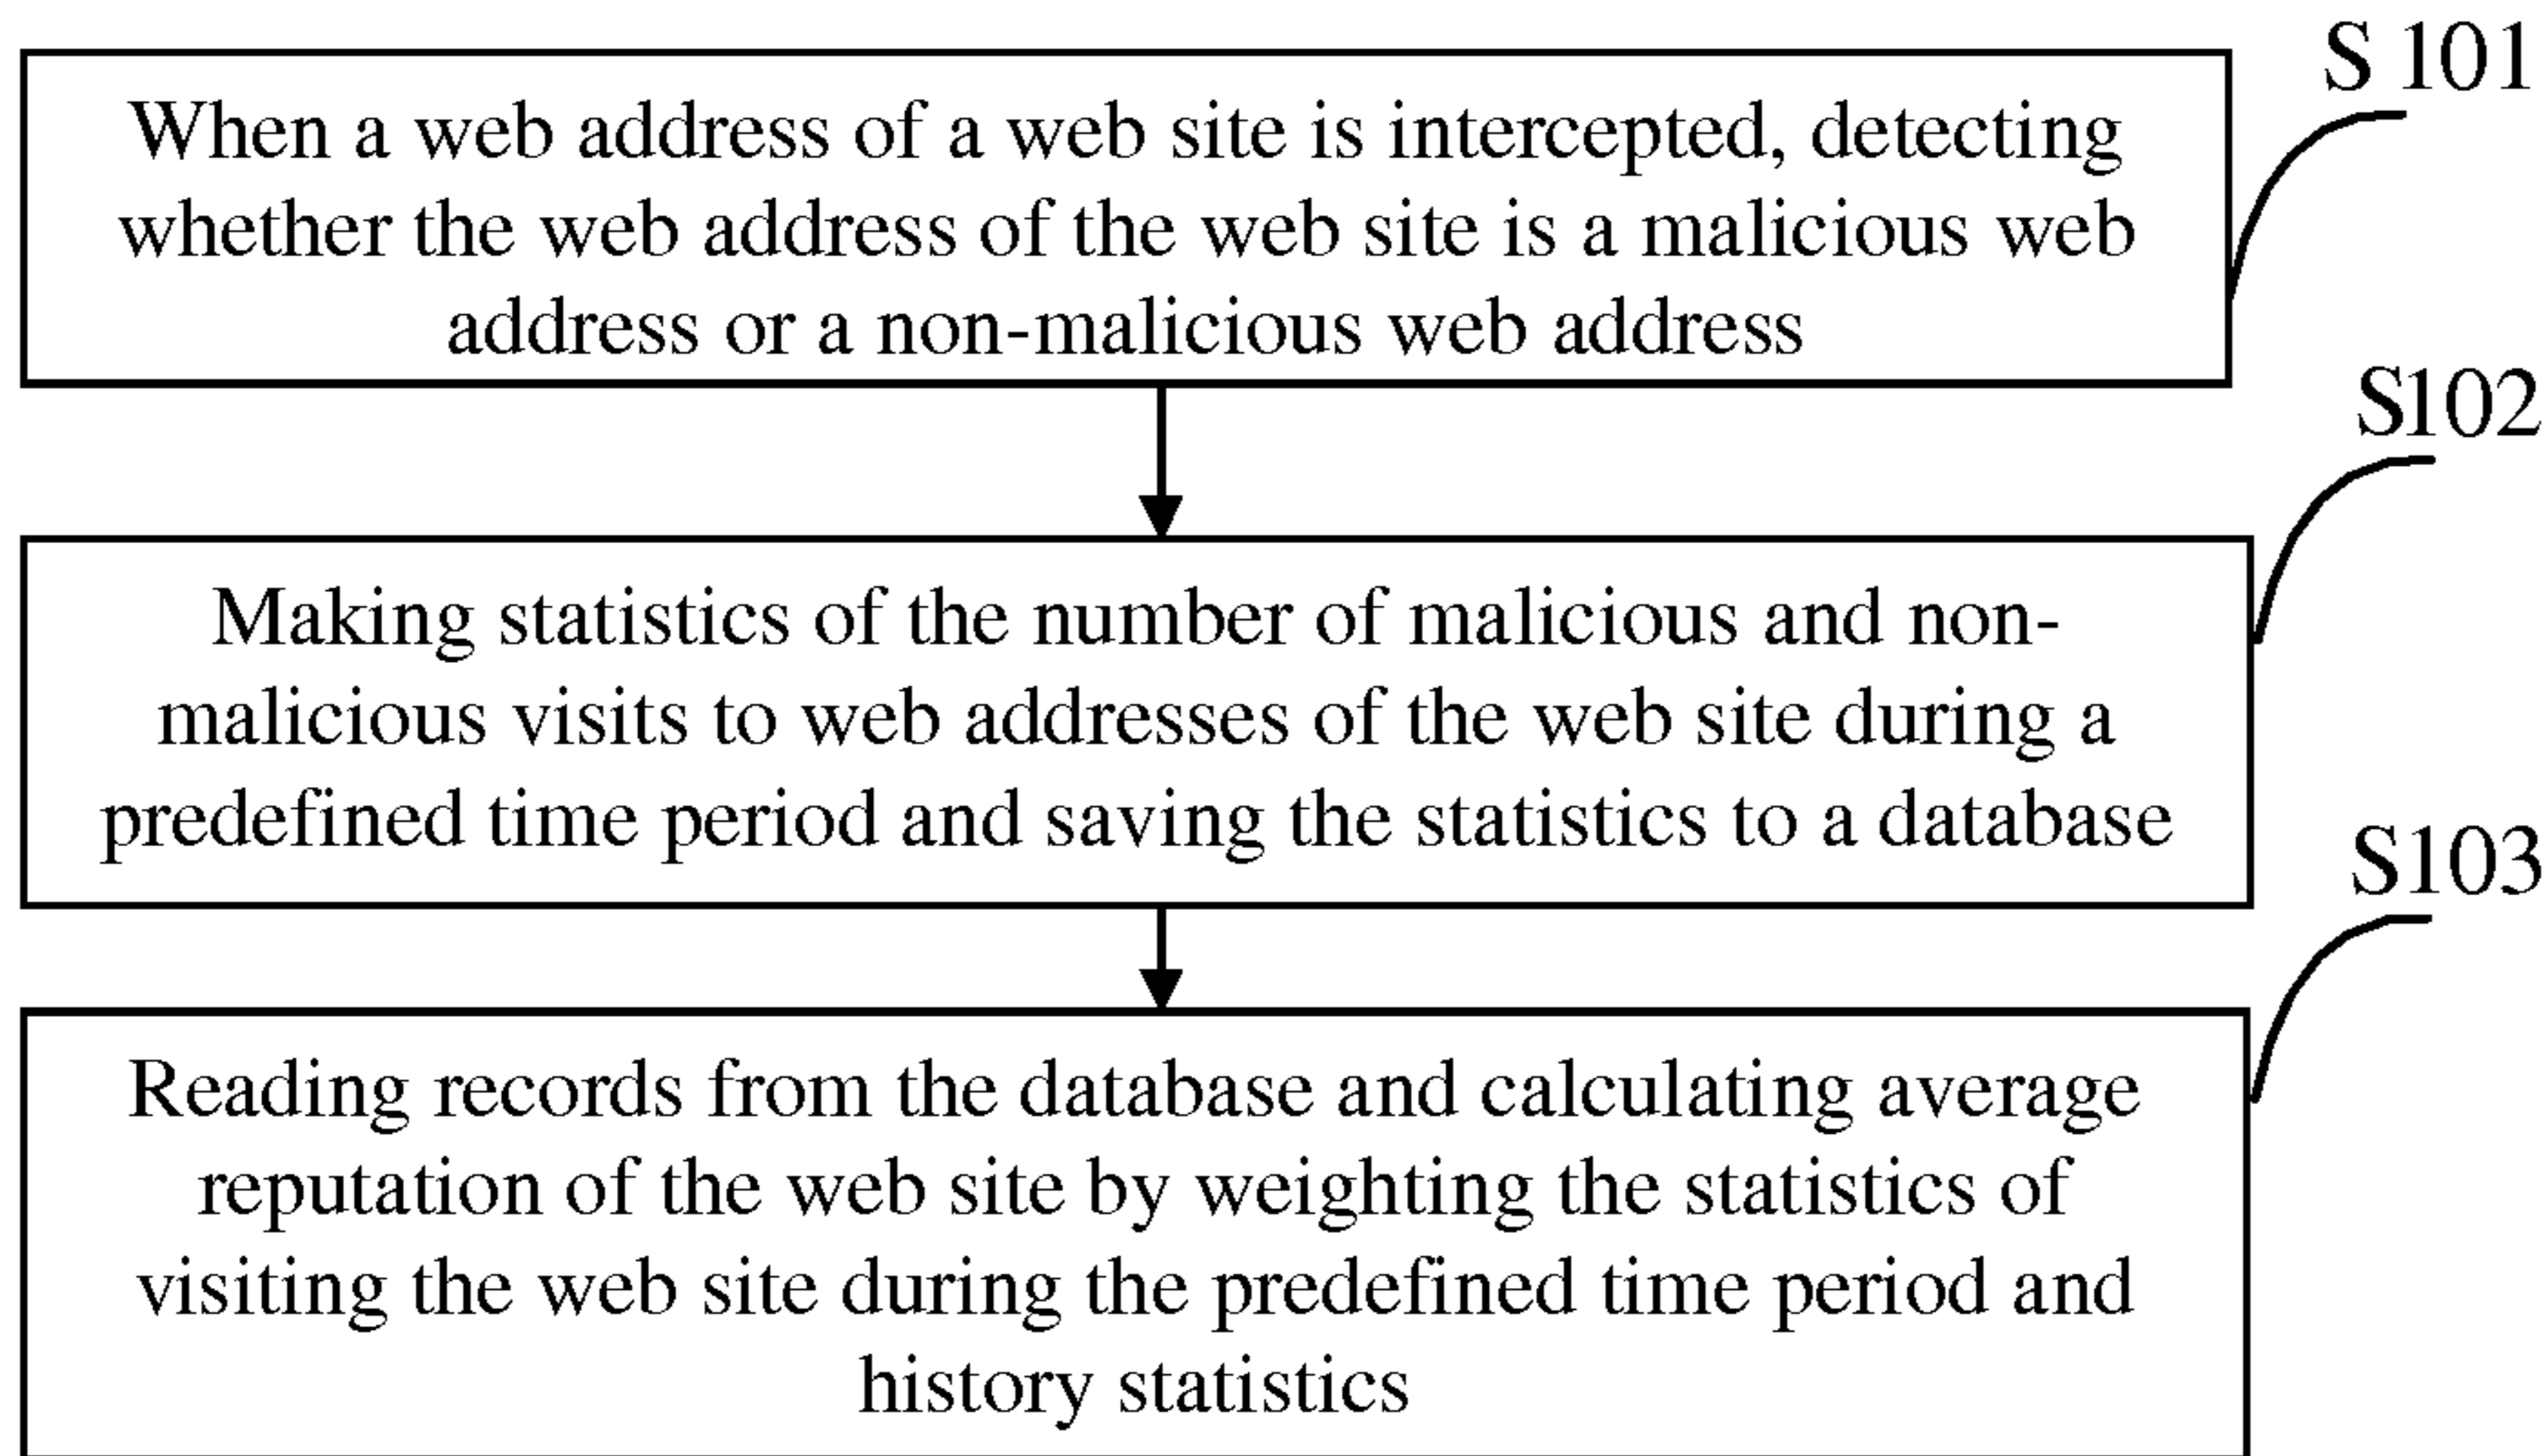 S 101
When a web address of a web site is intercepted, detecting
whether the web address of the web site is a malicious web
address or a non-malicious web address
S102
Making statistics of the number of malicious and non-
malicious visits to web addresses of the web site during a
predefined time period and saving the statistics to a database
S103
Reading records from the database and calculating average
reputation of the web site by weighting the statistics of
visiting the web site during the predefined time period and
history statistics